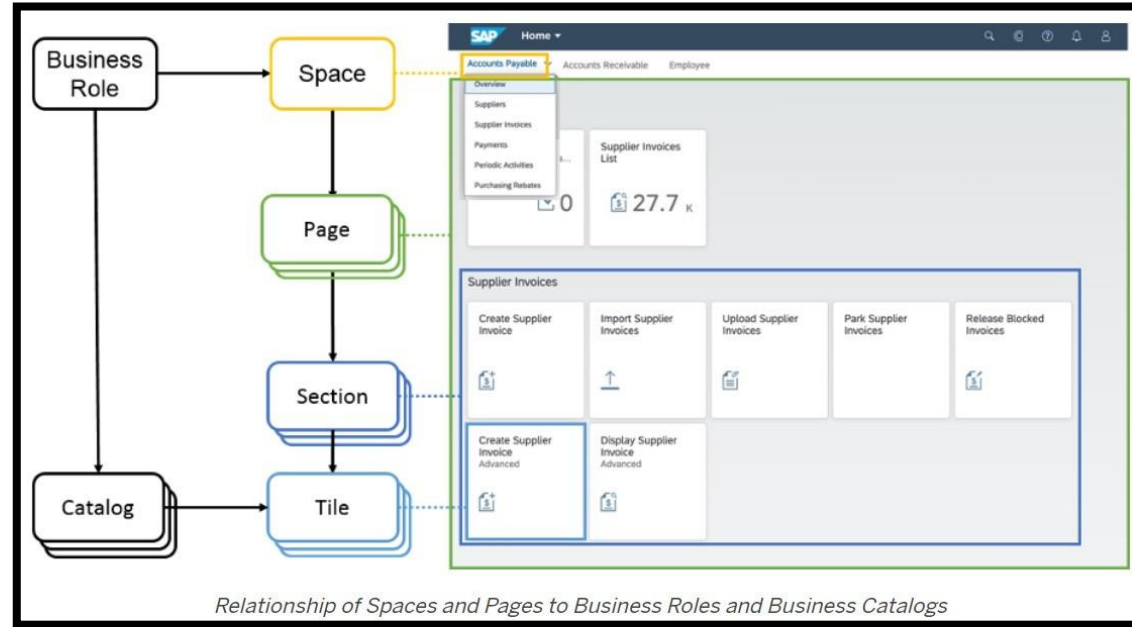 Business
Role
Space
Page
Section
Catalog
Tile
SAP Home
Accounts Payable Accounts Receivable Employee
Overview
Suppliers
Supplier Invoices
Payments
Periodic Activities
Purchasing Rebates
0
Supplier Invoices
List
27.7 K
Supplier Invoices
Create Supplier
Invoice
Import Supplier
Invoices
Upload Supplier
Invoices
Park Supplier
Invoices
Release Blocked
Invoices
Create Supplier
Invoice
Advanced
Display Supplier
Invoice
Advanced
Relationship of Spaces and Pages to Business Roles and Business Catalogs